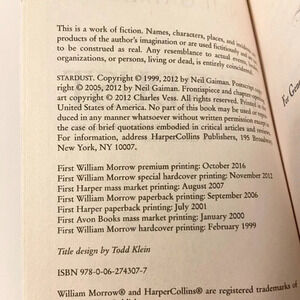 This is a work of fiction. Names, characters, places, and
products of the author's imagination or are used fictitiously and
to be construed as real. Any resemblance to actual events,
organizations, or persons, living or dead, is entirely coincidental.
STARDUST. Copyright © 1999, 2012 by Neil Gaiman. Postscript
© 2005, 2012 by Neil Gaiman. Frontispiece and chapter-
art copyright © 2012 Charles Vess. All rights reserved. Printed in the
United States of America. No part of this book may be used or
duced in any manner whatsoever without written permission except in
the case of brief quotations embodied in critical articles and reviews.
For information, address HarperCollins Publishers, 195 Broadway,
New York, NY 10007.
First William Morrow premium printing: October 2016
First William Morrow special hardcover printing: November 2012
First Harper mass market printing: August 2007
First William Morrow paperback printing: September 2006
First Harper paperback printing: July 2001
First Avon Books mass market printing: January 2000
First William Morrow hardcover printing: February 1999
Title design by Todd Klein
ISBN 978-0-06-274307-7
William Morrow® and HarperCollins® are registered trademarks of
For